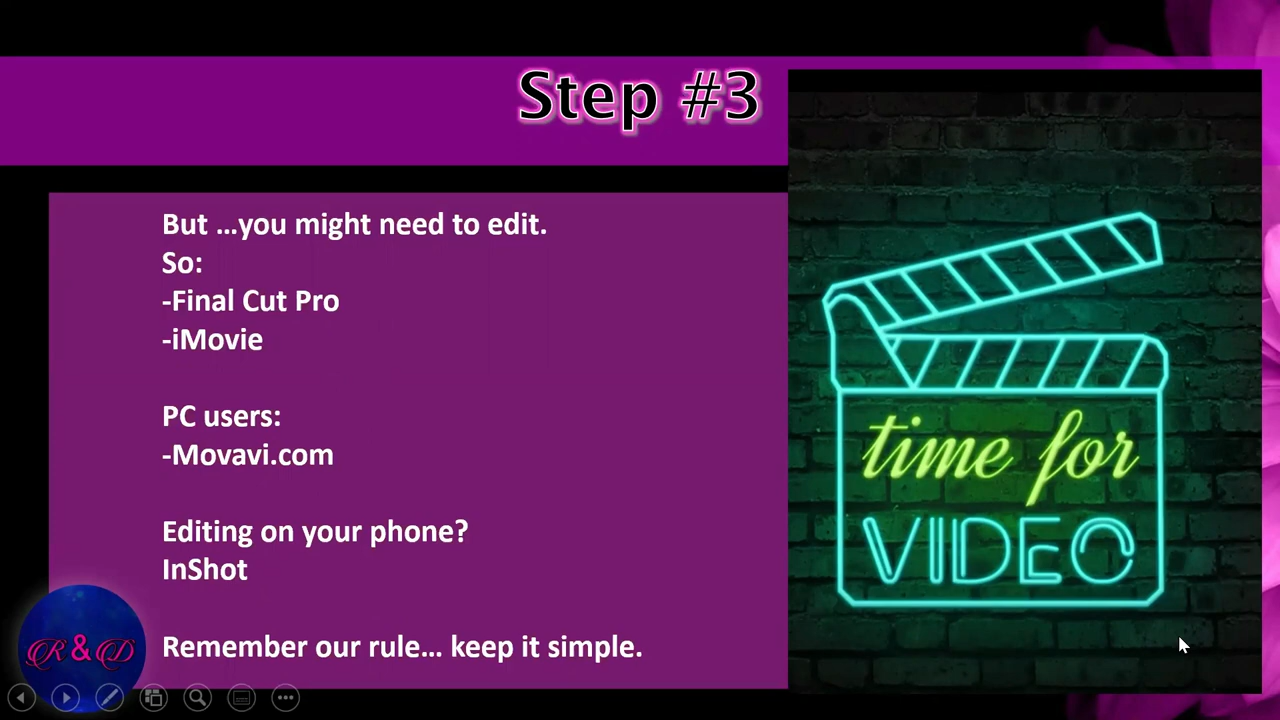 Step #3
But ...you might need to edit.
So:
-Final Cut Pro
-iMovie
PC users:
-Movavi.com
Editing on your phone?
InShot
Remember our rule... keep it simple.
time for
VIDEO
R & D